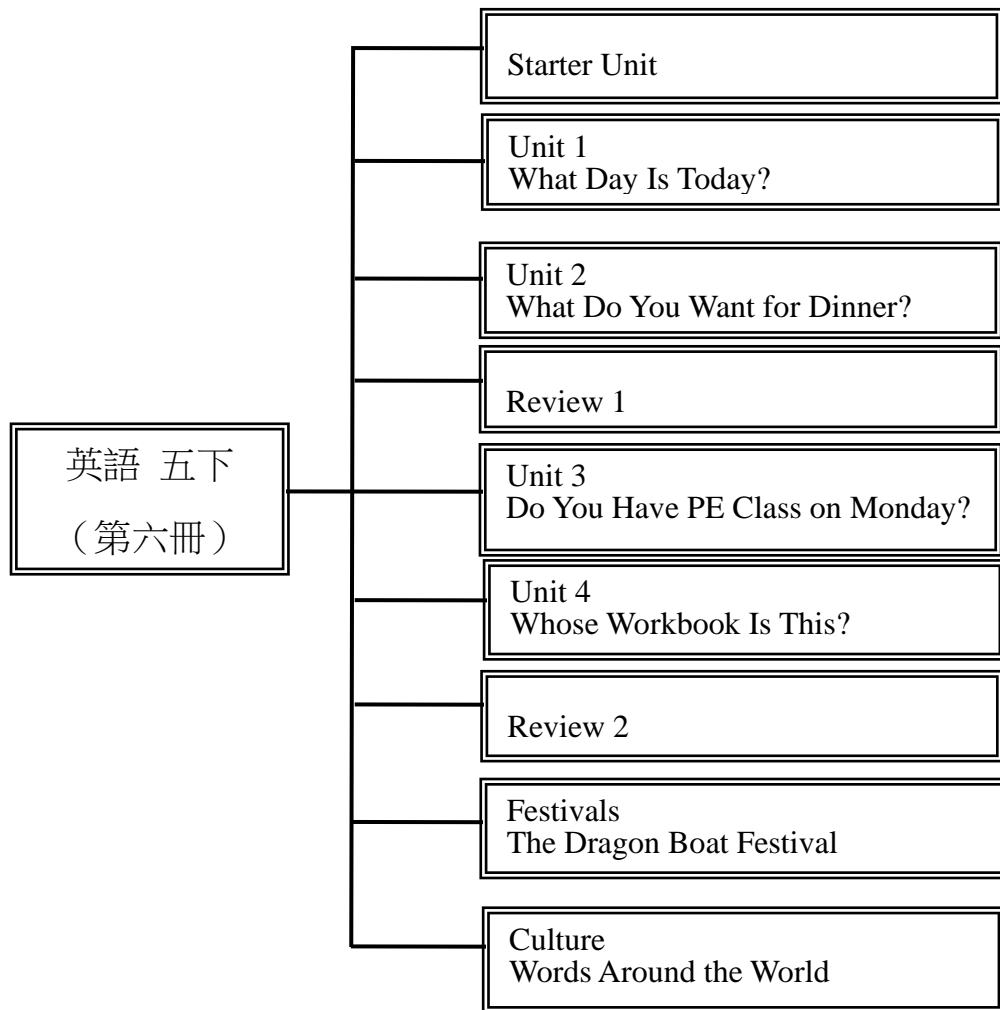 Starter Unit
Unit 1
What Day Is Today?
Unit 2
What Do You Want for Dinner?
Review 1
英語 五下
（第六冊）
Unit 3
Do You Have PE Class on Monday?
Unit 4
Whose Workbook Is This?
Review 2
Festivals
The Dragon Boat Festival
Culture
Words Around the World